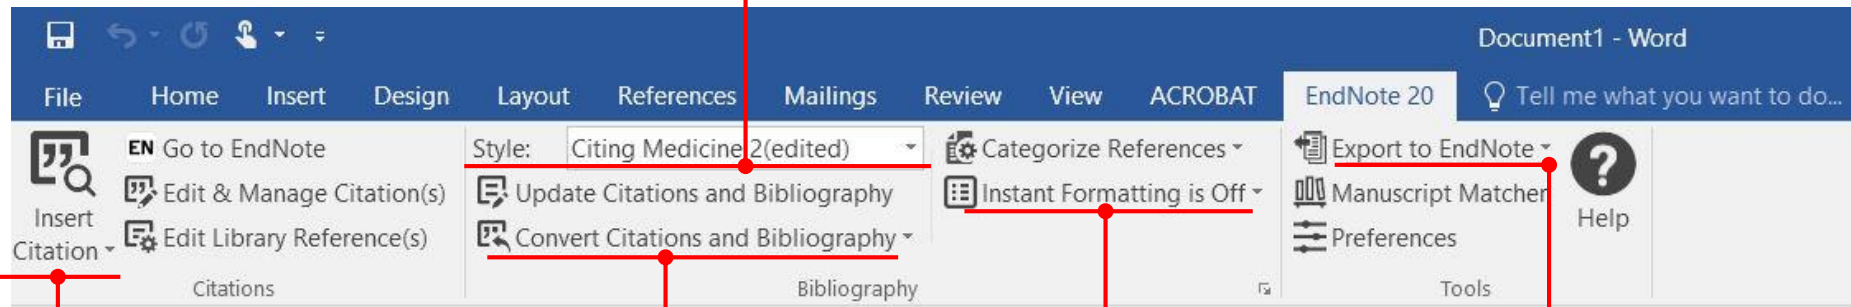 Document1 - Word
File Home Insert Design Layout References Mailings Review View ACROBAT EndNote 20 Tell me what you want to do...
Insert Citation
EN Go to EndNote
Edit & Manage Citation(s)
Edit Library Reference(s)
Citations
Style: Citing Medicine 2(edited)
Update Citations and Bibliography
Convert Citations and Bibliography
Categorize References
Instant Formatting is Off
Bibliography
Export to EndNote
Manuscript Matcher
Preferences
Help
Tools